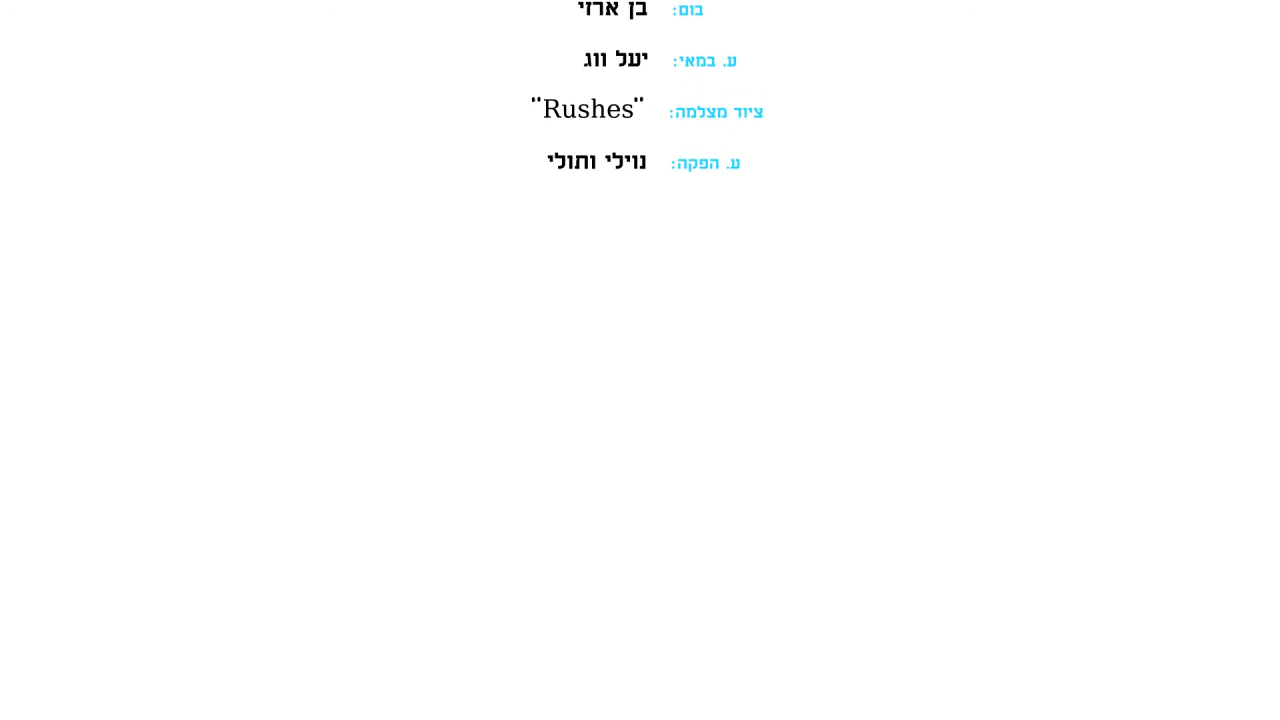 בום: בן ארזי
ע. במאי: יעל ווג
ציוד מצלמה: "Rushes"
ע. הפקה: נוילי ותולי